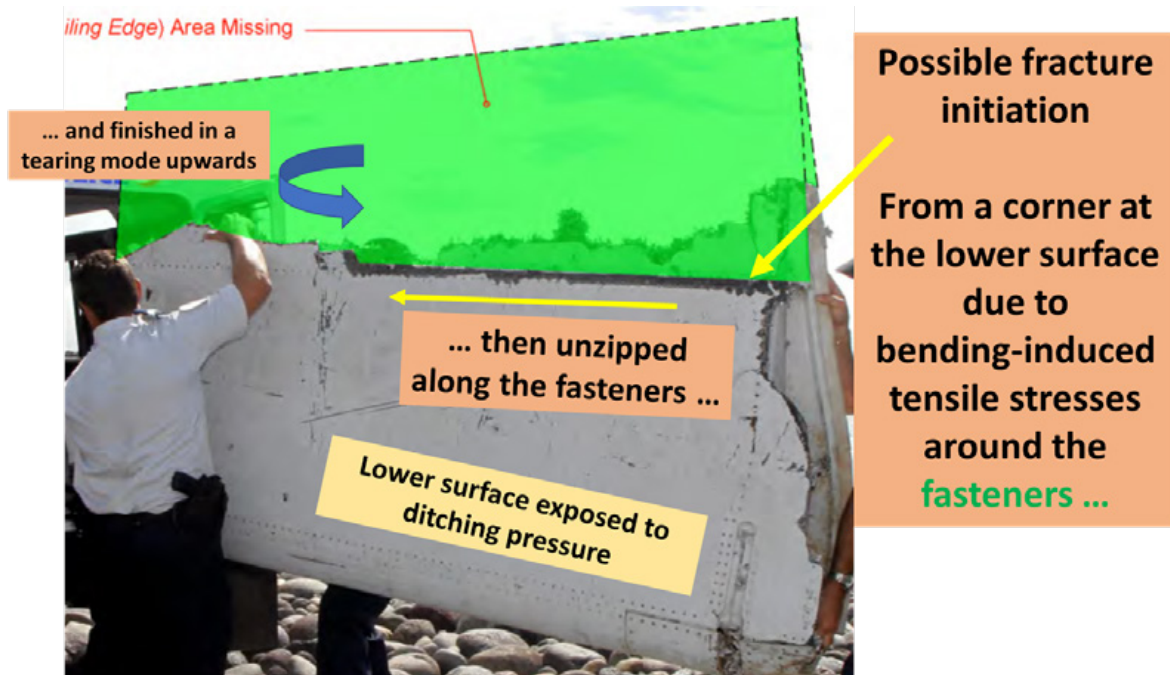 iling Edge) Area Missing
... and finished in a
tearing mode upwards
Possible fracture
initiation
From a corner at
the lower surface
due to
bending-induced
tensile stresses
around the
fasteners ...
... then unzipped
along the fasteners ...
Lower surface exposed to
ditching pressure